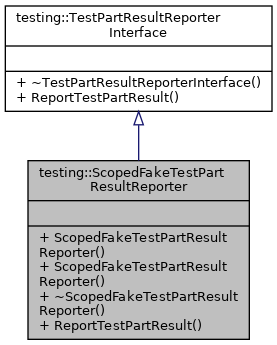 testing::TestPartResultReporter
Interface
+ ~TestPartResultReporterInterface()
+ ReportTestPartResult()
testing::ScopedFakeTestPart
ResultReporter
+ ScopedFakeTestPartResult
Reporter()
+ ScopedFakeTestPartResult
Reporter()
+ ~ScopedFakeTestPartResult
Reporter()
+ ReportTestPartResult()